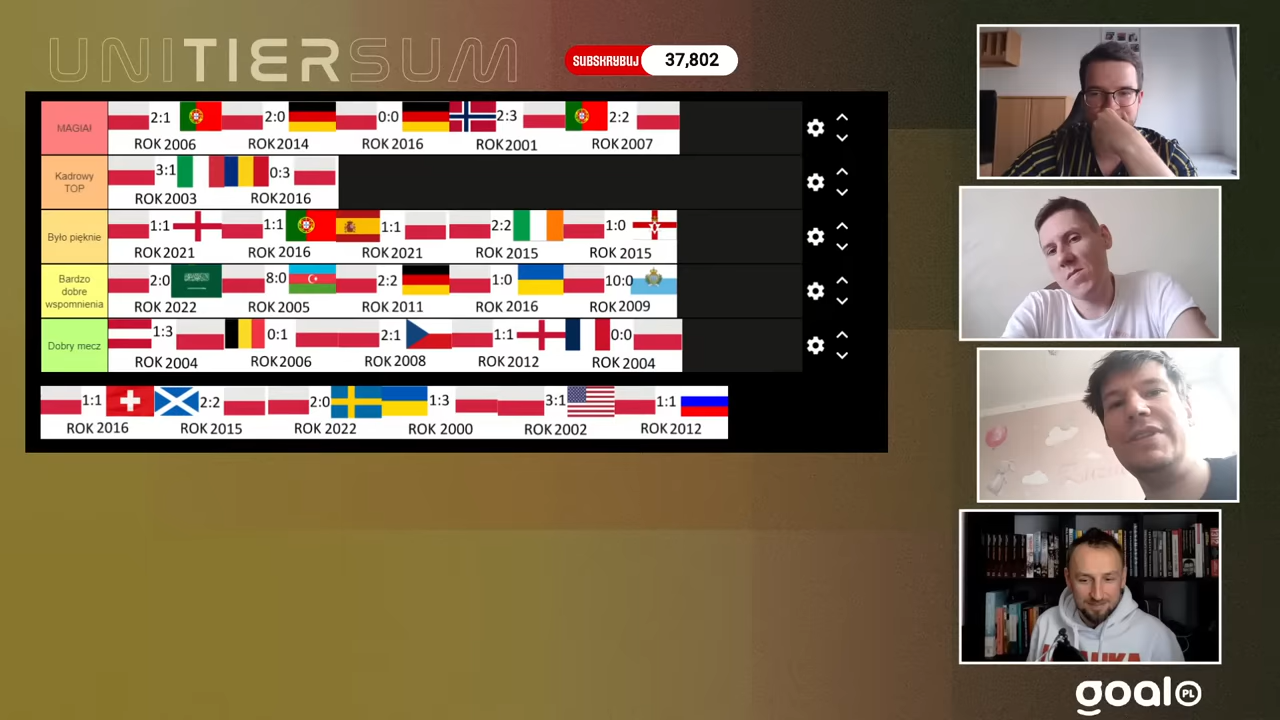 UNITIERSUM
SUBSKRYBUJ 37,802
MAGIA!
2:1 2:0 0:0 2:3 2:2
ROK 2006 ROK 2014 ROK 2016 ROK 2001 ROK 2007
Kadrowy
TOP
3:1 0:3
ROK 2003 ROK 2016
Było pięknie
1:1 1:1 1:1 2:2 1:0
ROK 2021 ROK 2016 ROK 2021 ROK 2015 ROK 2015
Bardzo
dobre
wspomnienia
2:0 8:0 2:2 1:0 10:0
ROK 2022 ROK 2005 ROK 2011 ROK 2016 ROK 2009
Dobry mecz
1:3 0:1 2:1 1:1 0:0
ROK 2004 ROK 2006 ROK 2008 ROK 2012 ROK 2004
1:1 2:2 2:0 1:3 3:1 1:1
ROK 2016 ROK 2015 ROK 2022 ROK 2000 ROK 2002 ROK 2012
goal PL